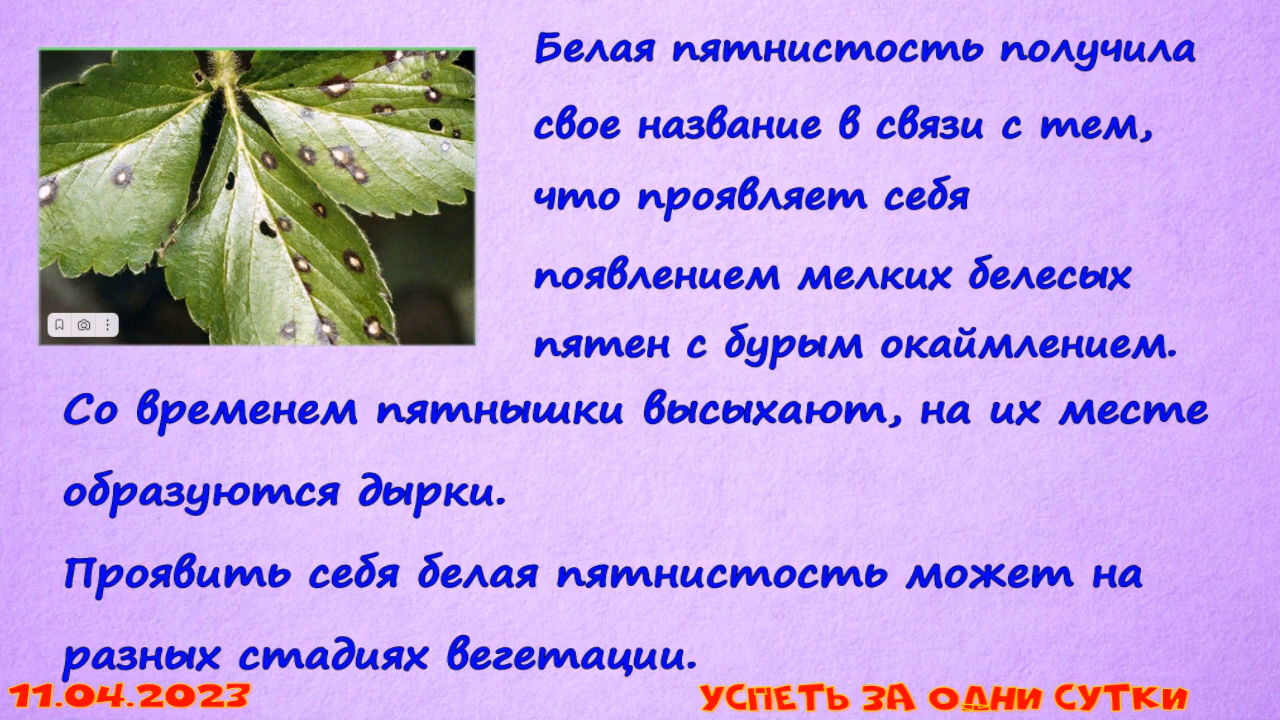 Белая пятнистость получила
свое название в связи с тем,
что проявляет себя
появлением мелких белесых
пятен с бурым окаймлением.
Со временем пятнышки высыхают, на их месте
образуются дырки.
Проявить себя белая пятнистость может на
разных стадиях вегетации.
11.04.2023
УСПЕТЬ ЗА ОДНИ СУТКИ